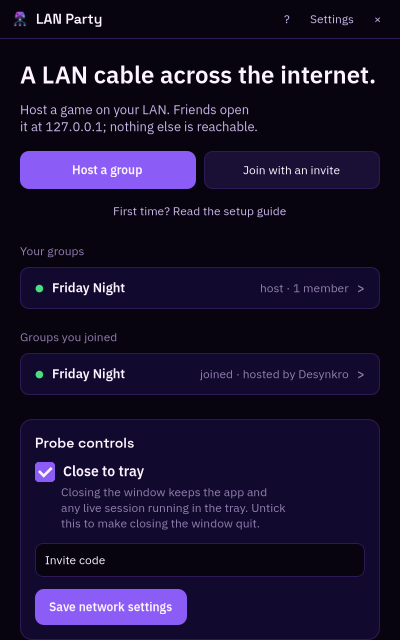 LAN Party ? Settings ×
A LAN cable across the internet.
Host a game on your LAN. Friends open
it at 127.0.0.1; nothing else is reachable.
Host a group Join with an invite
First time? Read the setup guide
Your groups
Friday Night host · 1 member >
Groups you joined
Friday Night joined · hosted by Desynkro >
Probe controls
Close to tray
Closing the window keeps the app and
any live session running in the tray. Untick
this to make closing the window quit.
Invite code
Save network settings